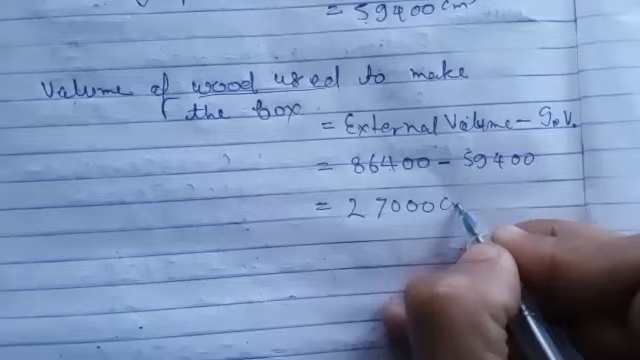 = 59400 cm³
Volume of wood used to make
the box
= External Volume - I.V.
= 86400 - 59400
= 27000 c